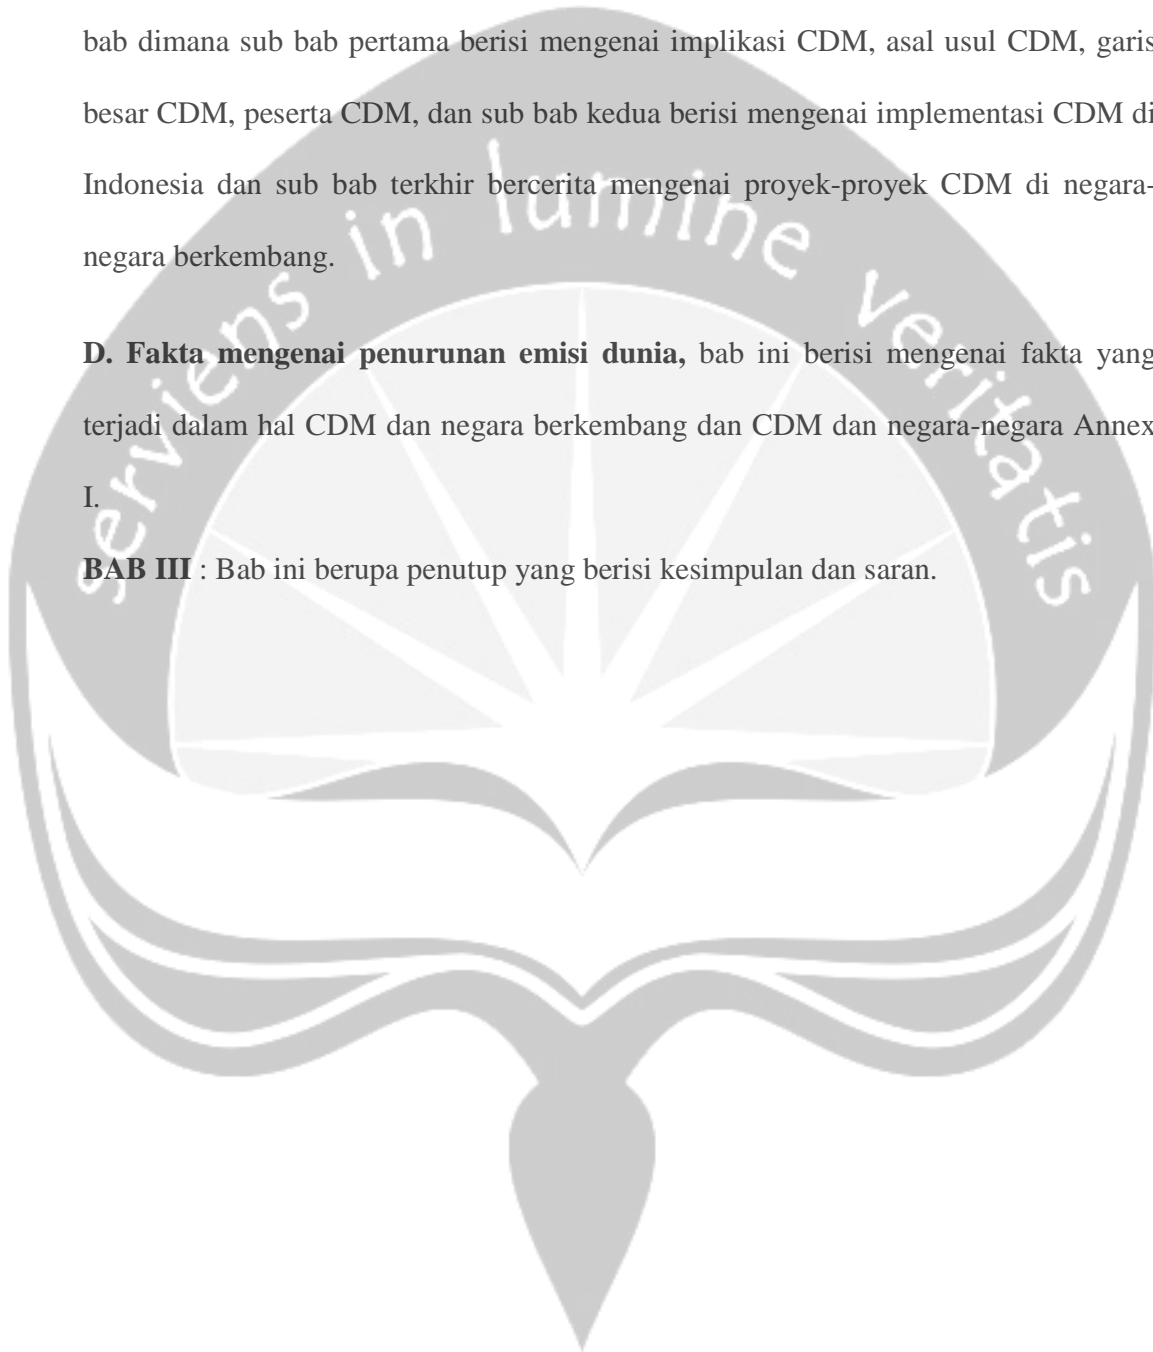 bab dimana sub bab pertama berisi mengenai implikasi CDM, asal usul CDM, garis
besar CDM, peserta CDM, dan sub bab kedua berisi mengenai implementasi CDM di
Indonesia dan sub bab terkhir bercerita mengenai proyek-proyek CDM di negara-
negara berkembang.
D. Fakta mengenai penurunan emisi dunia, bab ini berisi mengenai fakta yang
terjadi dalam hal CDM dan negara berkembang dan CDM dan negara-negara Annex
I.
BAB III : Bab ini berupa penutup yang berisi kesimpulan dan saran.
serviens in lumine veritatis